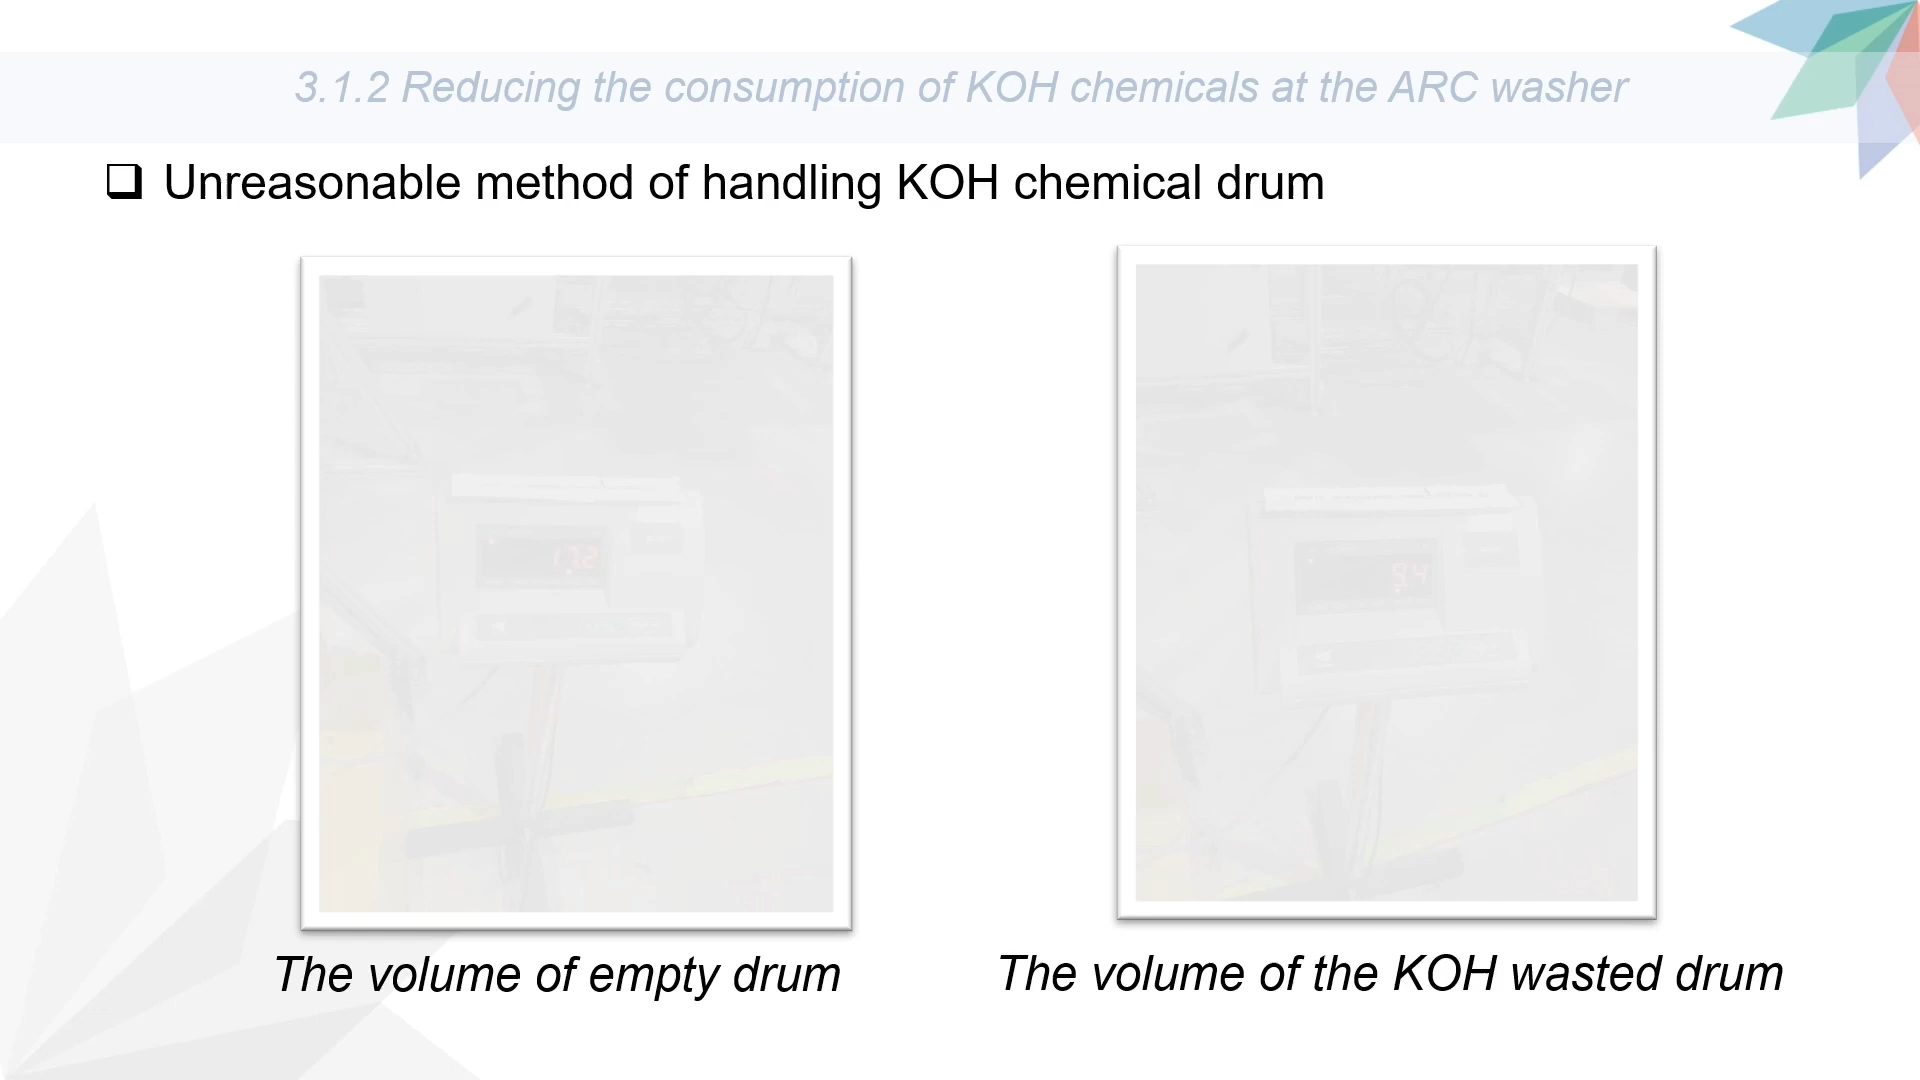 3.1.2 Reducing the consumption of KOH chemicals at the ARC washer
Unreasonable method of handling KOH chemical drum
The volume of empty drum
The volume of the KOH wasted drum